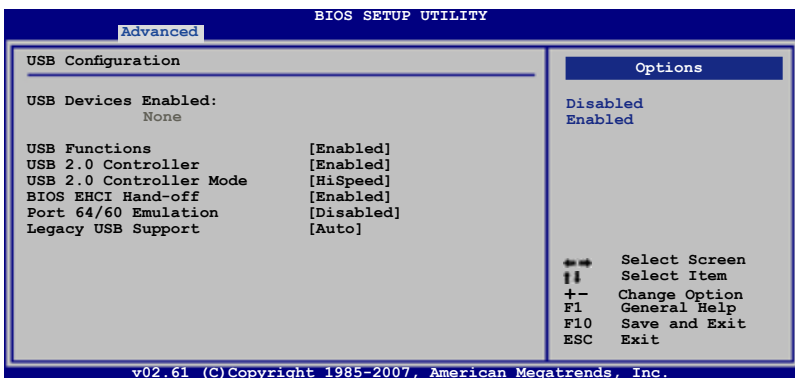 BIOS SETUP UTILITY
Advanced
USB Configuration
USB Devices Enabled:
None
USB Functions [Enabled]
USB 2.0 Controller [Enabled]
USB 2.0 Controller Mode [HiSpeed]
BIOS EHCI Hand-off [Enabled]
Port 64/60 Emulation [Disabled]
Legacy USB Support [Auto]
Options
Disabled
Enabled
Select Screen
Select Item
+- Change Option
F1 General Help
F10 Save and Exit
ESC Exit
v02.61 (C)Copyright 1985-2007, American Megatrends, Inc.